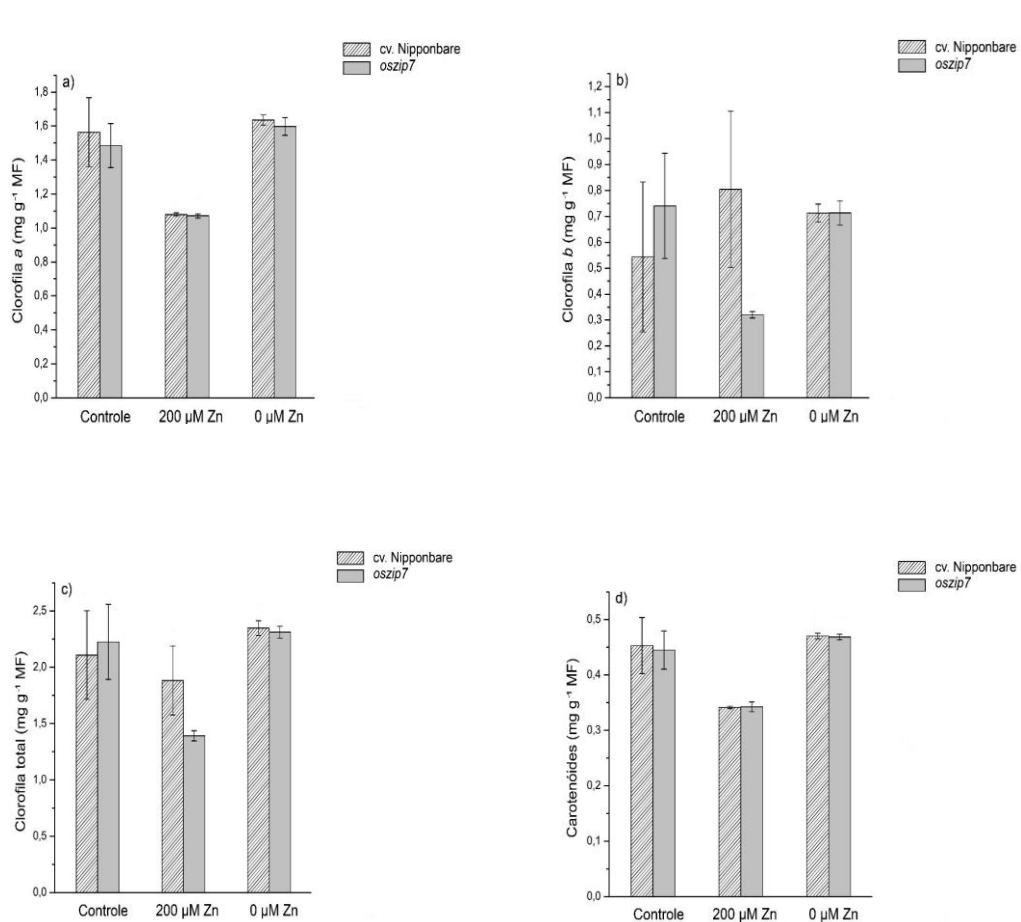 cv. Nipponbare
oszip7
a)
Clorofila a (mg g⁻¹ MF)
1,8
1,6
1,4
1,2
1,0
0,8
0,6
0,4
0,2
0,0
Controle 200 µM Zn 0 µM Zn
cv. Nipponbare
oszip7
b)
Clorofila b (mg g⁻¹ MF)
1,2
1,1
1,0
0,9
0,8
0,7
0,6
0,5
0,4
0,3
0,2
0,1
0,0
Controle 200 µM Zn 0 µM Zn
cv. Nipponbare
oszip7
c)
Clorofila total (mg g⁻¹ MF)
2,5
2,0
1,5
1,0
0,5
0,0
Controle 200 µM Zn 0 µM Zn
cv. Nipponbare
oszip7
d)
Carotenóides (mg g⁻¹ MF)
0,5
0,4
0,3
0,2
0,1
0,0
Controle 200 µM Zn 0 µM Zn